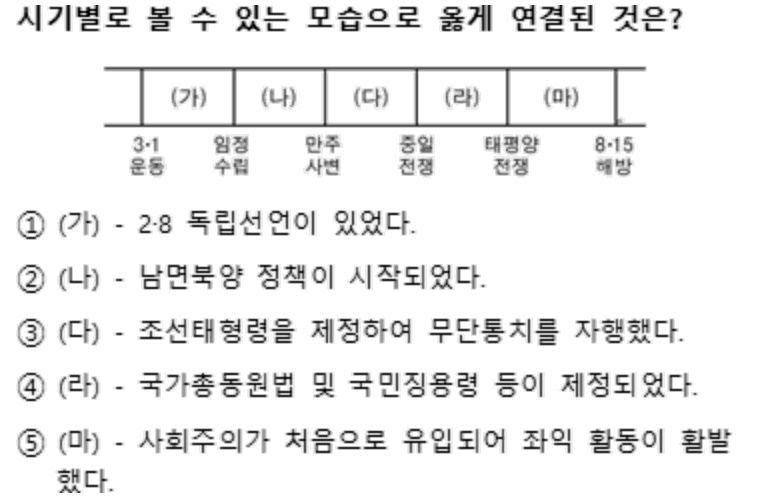 시기별로 볼 수 있는 모습으로 옳게 연결된 것은?
(가) (나) (다) (라) (마)
3·1 임정 만주 중일 태평양 8·15
운동 수립 사변 전쟁 전쟁 해방
① (가) - 2·8 독립선언이 있었다.
② (나) - 남면북양 정책이 시작되었다.
③ (다) - 조선태형령을 제정하여 무단통치를 자행했다.
④ (라) - 국가총동원법 및 국민징용령 등이 제정되었다.
⑤ (마) - 사회주의가 처음으로 유입되어 좌익 활동이 활발
했다.